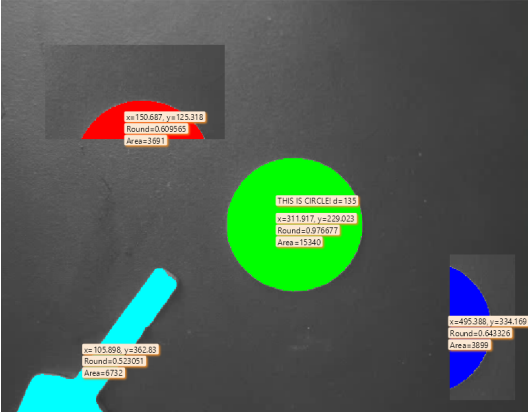 x=150.687, y=125.318
Round=0.609565
Area=3691
THIS IS CIRCLE! d=135
x=311.917, y=229.023
Round=0.976677
Area=15340
x=495.388, y=334.169
Round=0.643326
Area=3899
x=105.898, y=362.83
Round=0.523051
Area=6732